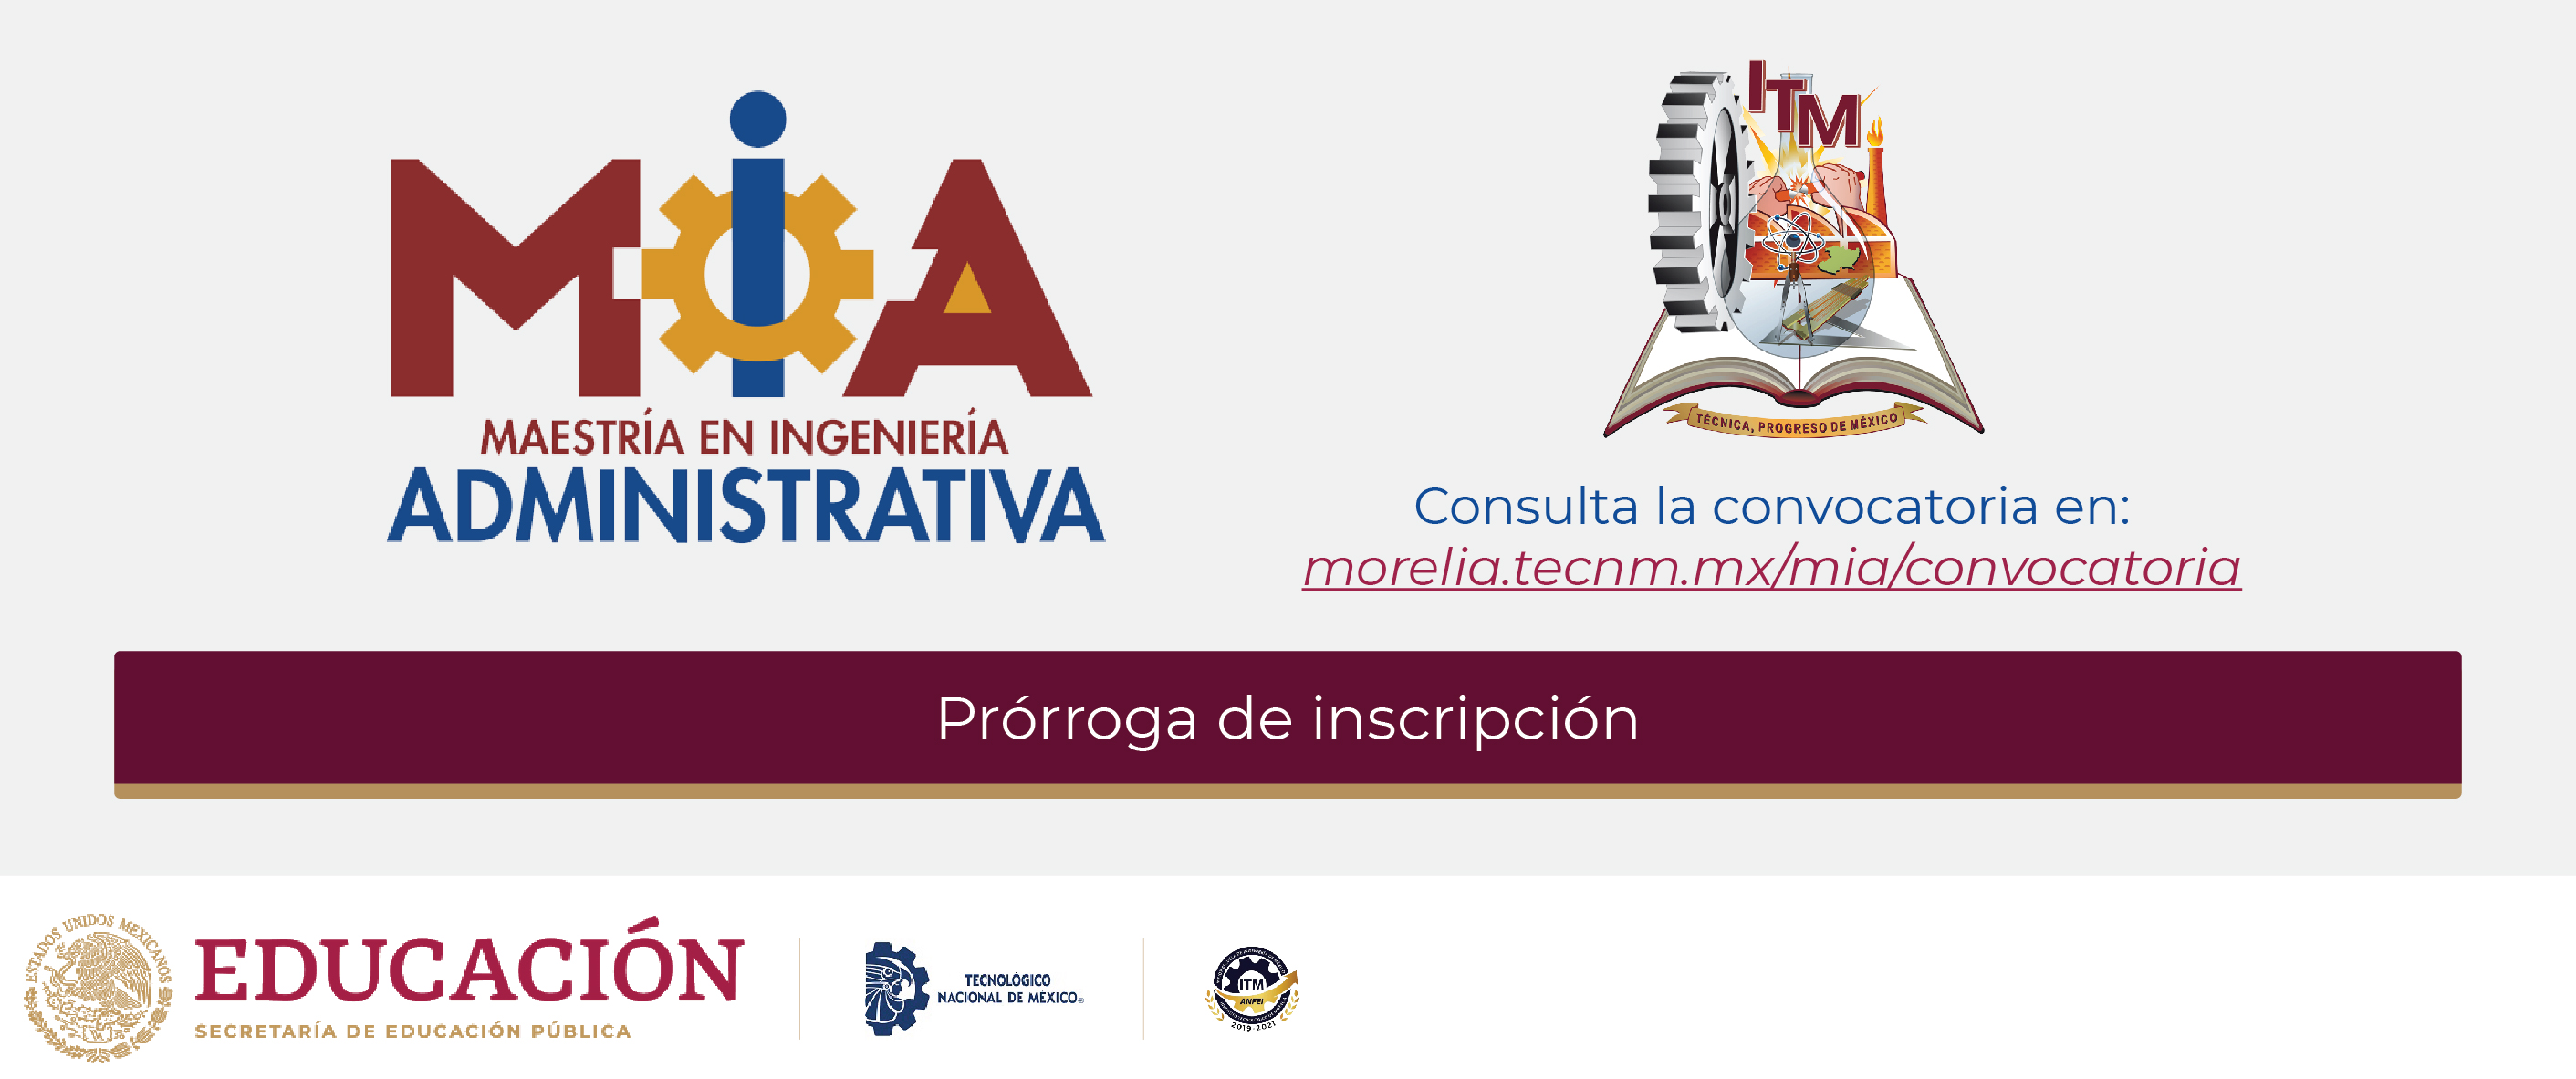 MiA
MAESTRÍA EN INGENIERÍA
ADMINISTRATIVA
ITM
TÉCNICA, PROGRESO DE MÉXICO
Consulta la convocatoria en:
morelia.tecnm.mx/mia/convocatoria
Prórroga de inscripción
ESTADOS UNIDOS MEXICANOS
EDUCACIÓN
SECRETARÍA DE EDUCACIÓN PÚBLICA
TECNOLÓGICO
NACIONAL DE MÉXICO®
ITM
ANFEI
2019-2021